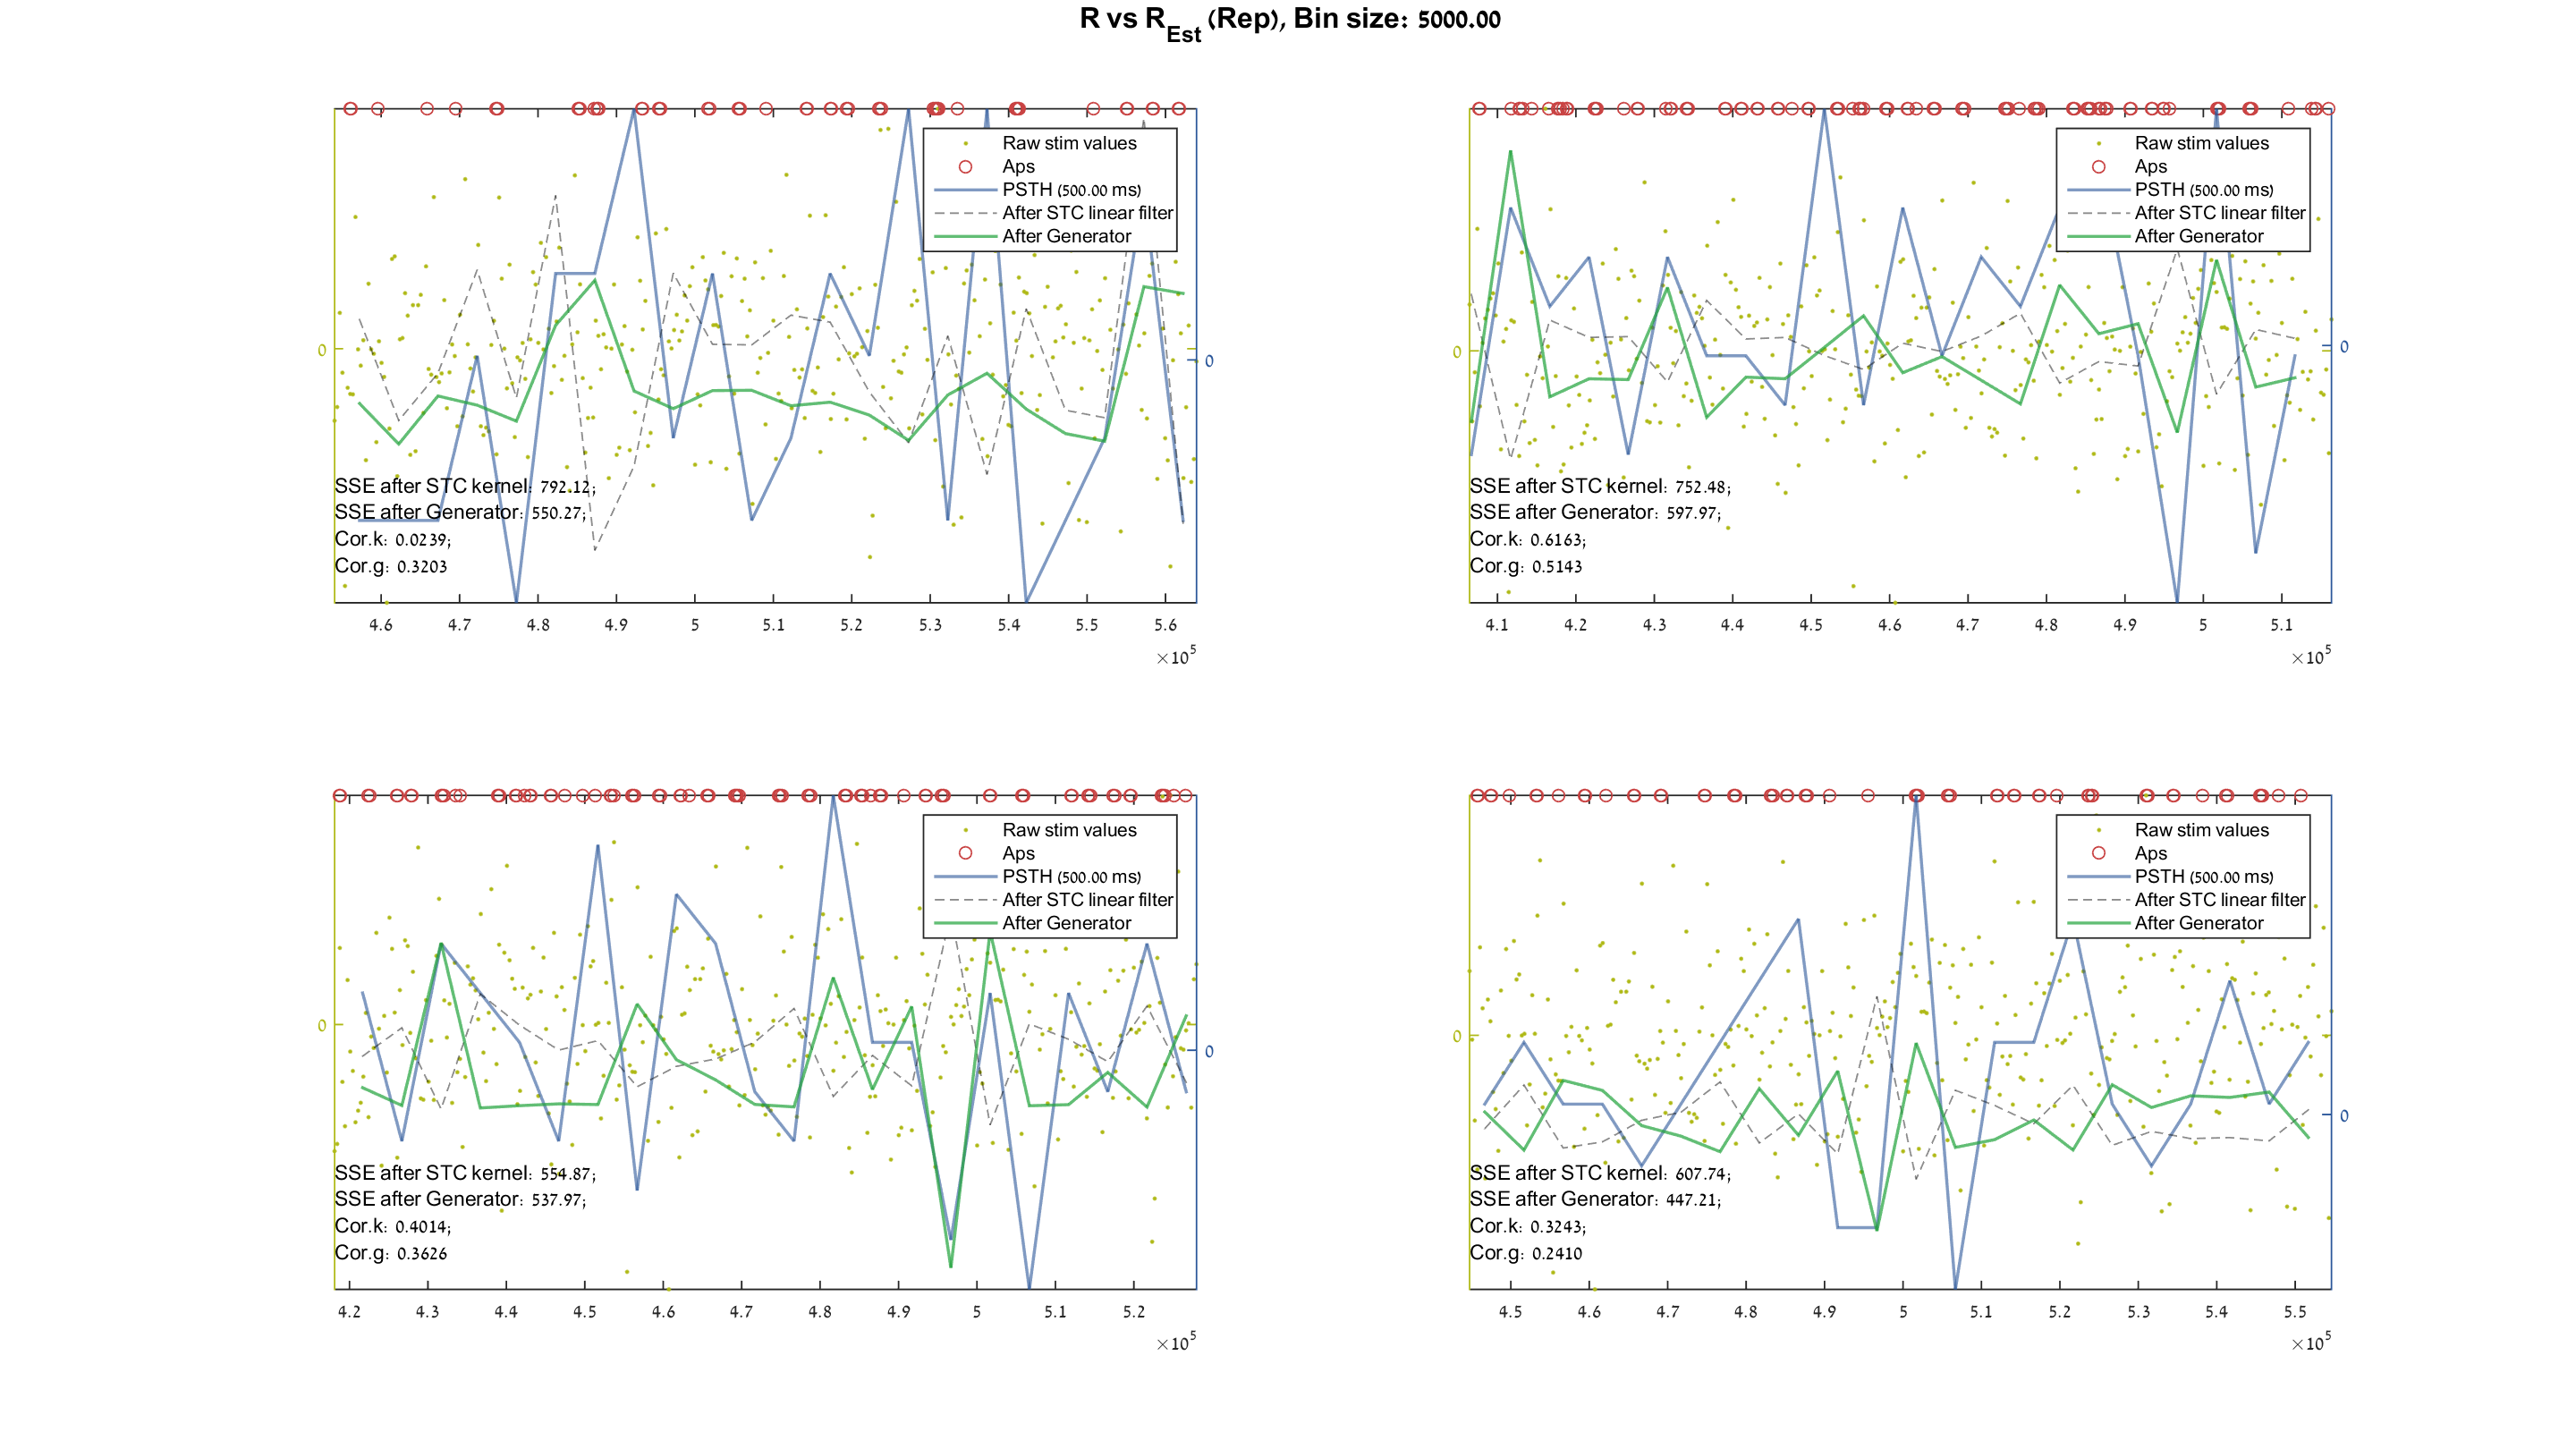 R vs R_Est (Rep), Bin size: 5000.00
Raw stim values
Aps
PSTH (500.00 ms)
After STC linear filter
After Generator
0
0
SSE after STC kernel: 792.12;
SSE after Generator: 550.27;
Cor.k: 0.0239;
Cor.g: 0.3203
4.6 4.7 4.8 4.9 5 5.1 5.2 5.3 5.4 5.5 5.6
×10^5
Raw stim values
Aps
PSTH (500.00 ms)
After STC linear filter
After Generator
0
0
SSE after STC kernel: 752.48;
SSE after Generator: 597.97;
Cor.k: 0.6163;
Cor.g: 0.5143
4.1 4.2 4.3 4.4 4.5 4.6 4.7 4.8 4.9 5 5.1
×10^5
Raw stim values
Aps
PSTH (500.00 ms)
After STC linear filter
After Generator
0
0
SSE after STC kernel: 554.87;
SSE after Generator: 537.97;
Cor.k: 0.4014;
Cor.g: 0.3626
4.2 4.3 4.4 4.5 4.6 4.7 4.8 4.9 5 5.1 5.2
×10^5
Raw stim values
Aps
PSTH (500.00 ms)
After STC linear filter
After Generator
0
0
SSE after STC kernel: 607.74;
SSE after Generator: 447.21;
Cor.k: 0.3243;
Cor.g: 0.2410
4.5 4.6 4.7 4.8 4.9 5 5.1 5.2 5.3 5.4 5.5
×10^5